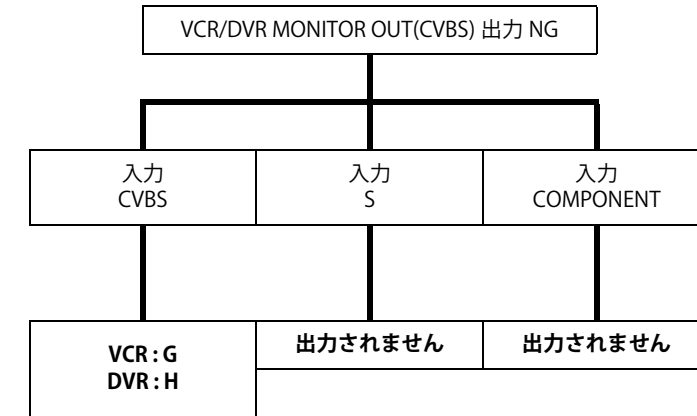 VCR/DVR MONITOR OUT(CVBS) 出力 NG
入力
CVBS
入力
S
入力
COMPONENT
VCR : G
DVR : H
出力されません
出力されません